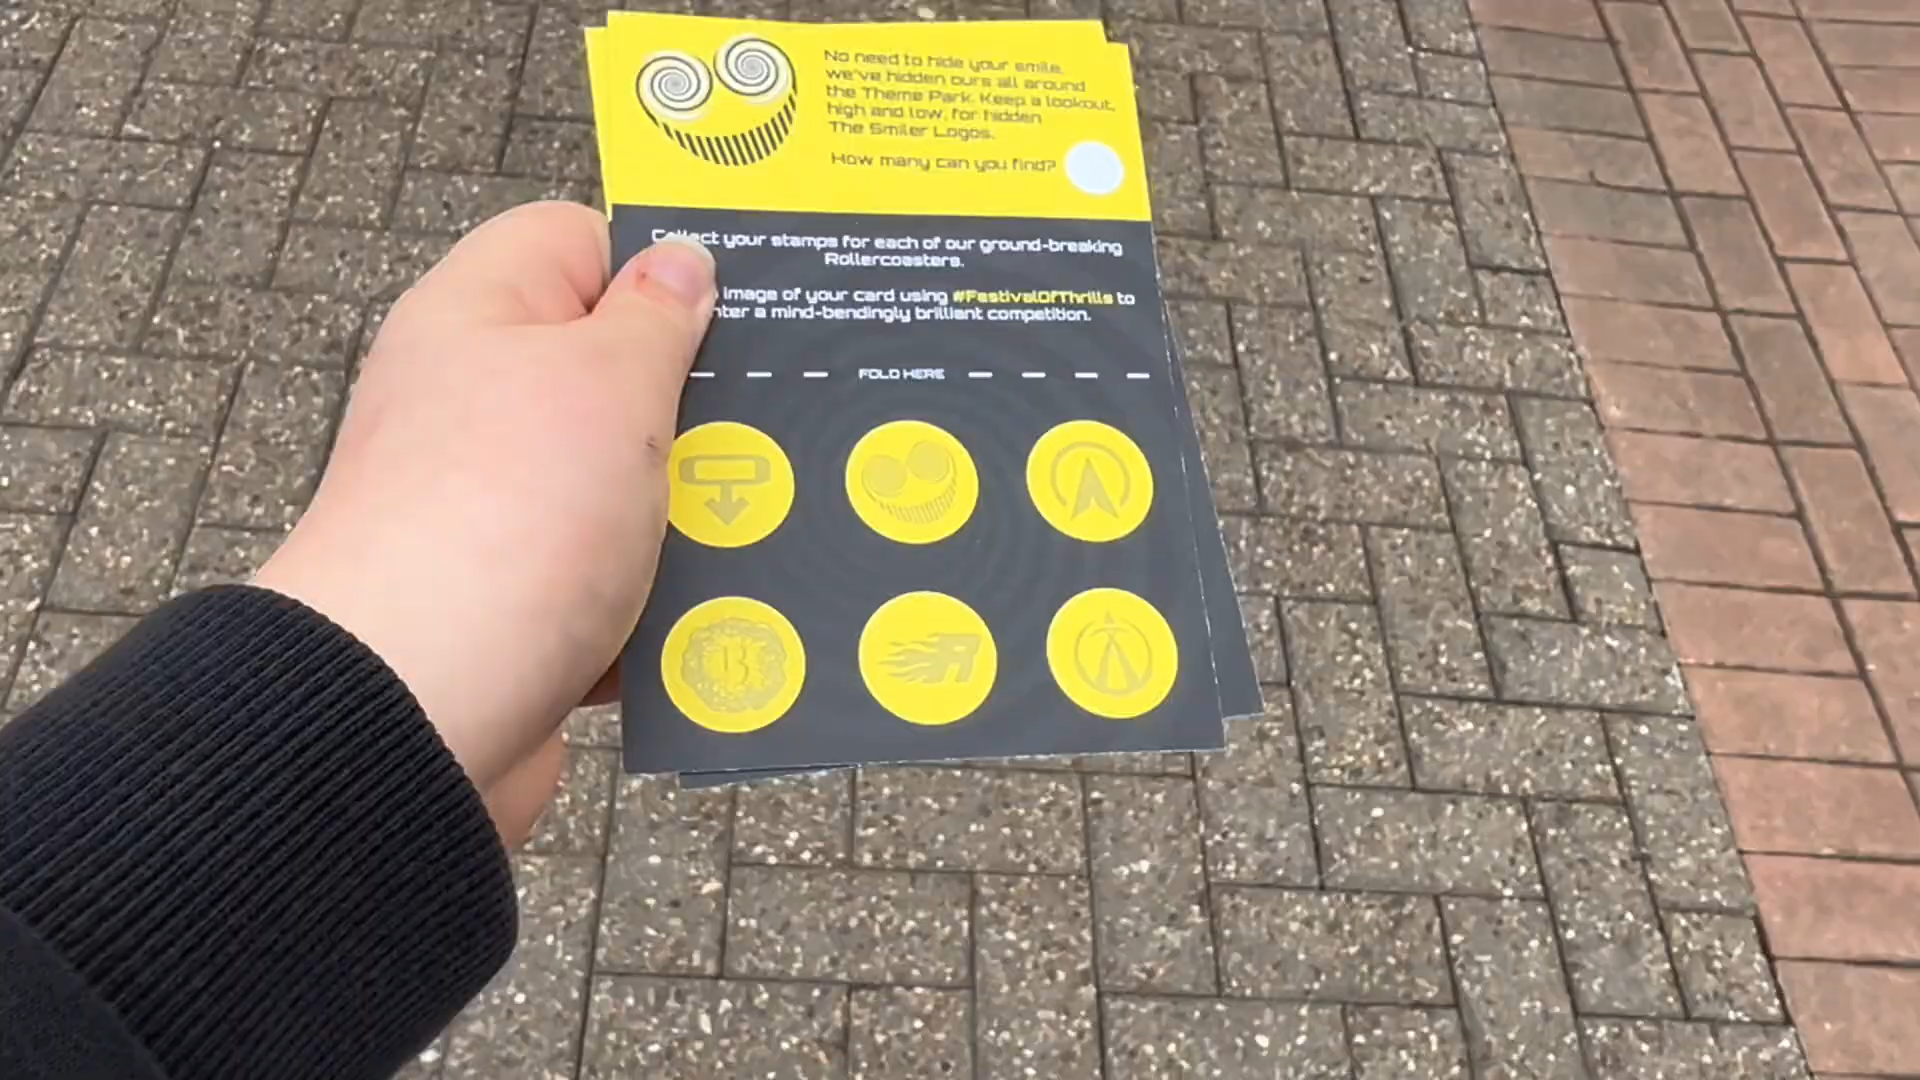 No need to hide your smile,
we've hidden ours all around
the Theme Park. Keep a lookout,
high and low, for hidden
The Smiler Logos.
How many can you find?
Collect your stamps for each of our ground-breaking
Rollercoasters.
image of your card using #FestivalOfThrills to
a mind-bendingly brilliant competition.
FOLD HERE
13
R